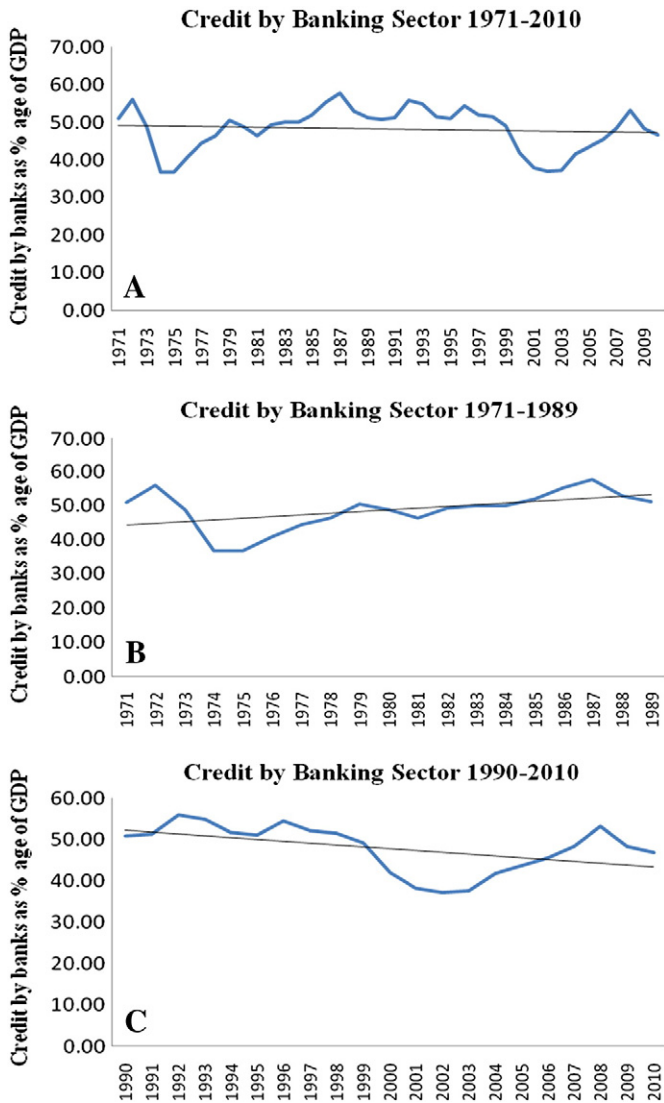 Credit by Banking Sector 1971-2010
Credit by banks as % age of GDP
70.00
60.00
50.00
40.00
30.00
20.00
10.00
0.00
A
1971 1973 1975 1977 1979 1981 1983 1985 1987 1989 1991 1993 1995 1997 1999 2001 2003 2005 2007 2009
Credit by Banking Sector 1971-1989
Credit by banks as % age of GDP
70.00
60.00
50.00
40.00
30.00
20.00
10.00
0.00
B
1971 1972 1973 1974 1975 1976 1977 1978 1979 1980 1981 1982 1983 1984 1985 1986 1987 1988 1989
Credit by Banking Sector 1990-2010
Credit by banks as % age of GDP
60.00
50.00
40.00
30.00
20.00
10.00
0.00
C
1990 1991 1992 1993 1994 1995 1996 1997 1998 1999 2000 2001 2002 2003 2004 2005 2006 2007 2008 2009 2010